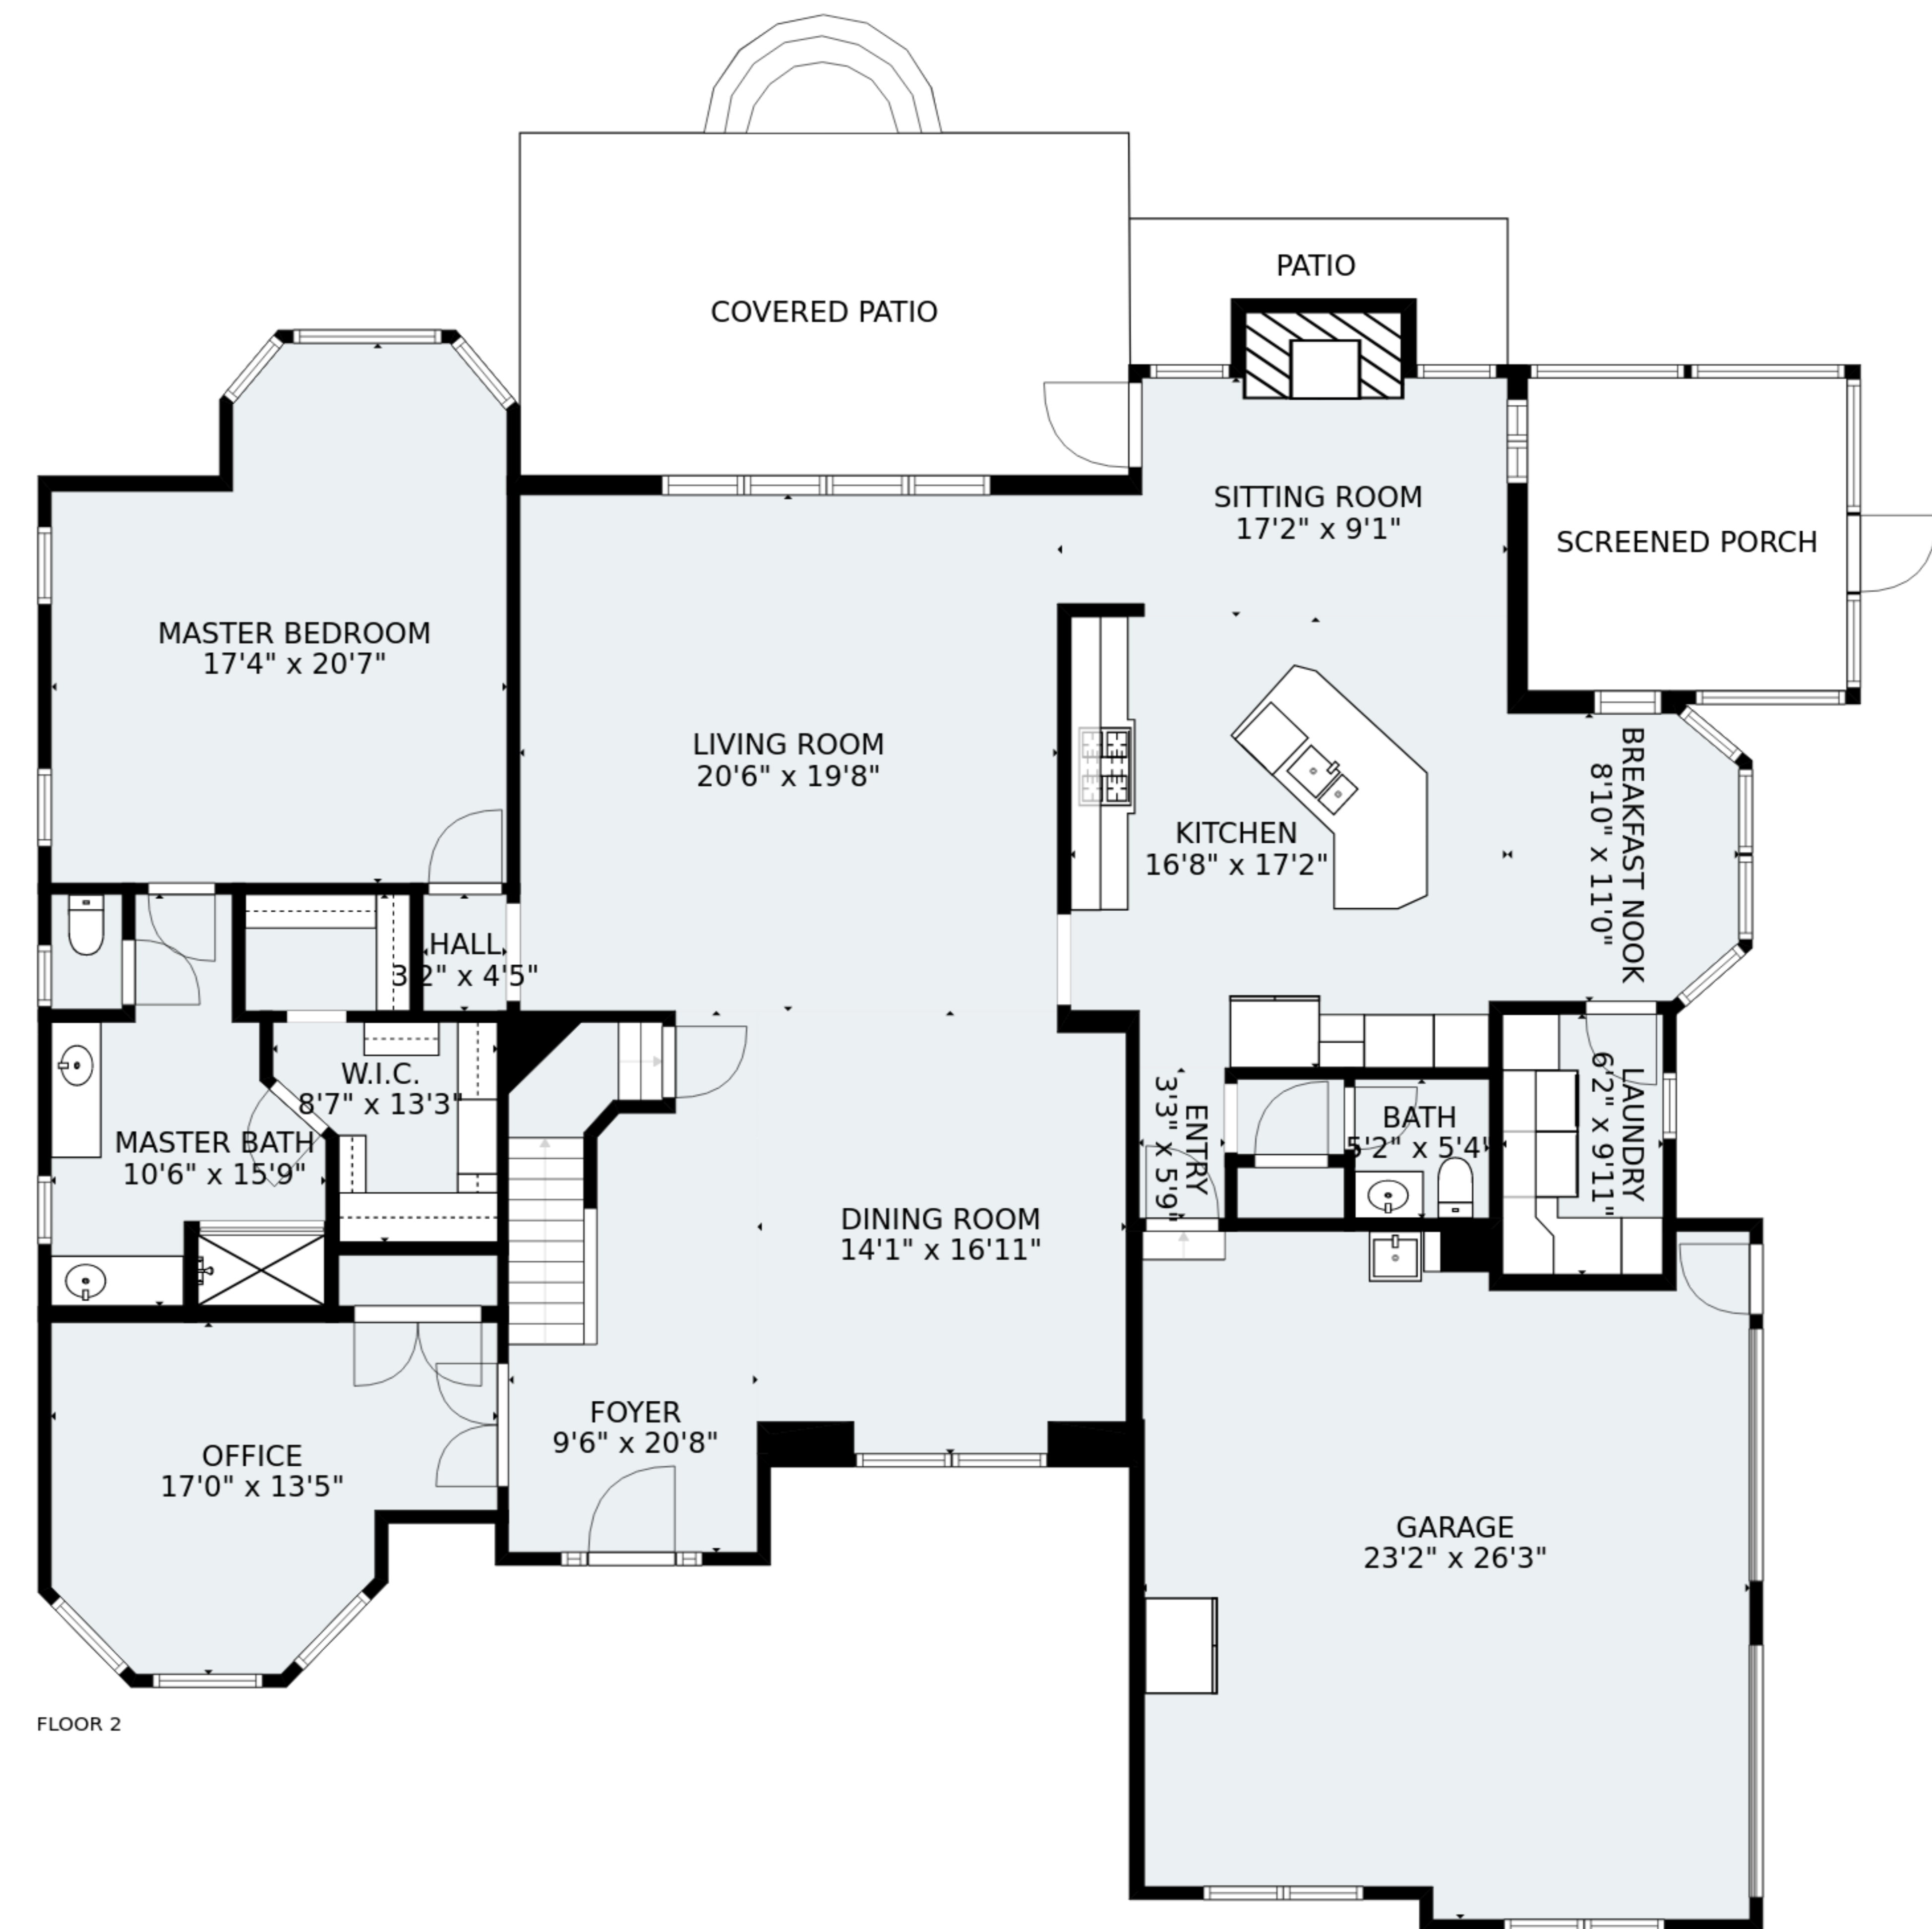 PATIO
COVERED PATIO
SITTING ROOM
17'2" x 9'1"
SCREENED PORCH
MASTER BEDROOM
17'4" x 20'7"
LIVING ROOM
20'6" x 19'8"
KITCHEN
16'8" x 17'2"
BREAKFAST NOOK
8'10" x 11'0"
HALL
3'2" x 4'5"
W.I.C.
8'7" x 13'3"
MASTER BATH
10'6" x 15'9"
ENTRY
3'3" x 5'9"
BATH
5'2" x 5'4"
LAUNDRY
6'2" x 9'11"
DINING ROOM
14'1" x 16'11"
FOYER
9'6" x 20'8"
OFFICE
17'0" x 13'5"
GARAGE
23'2" x 26'3"
FLOOR 2